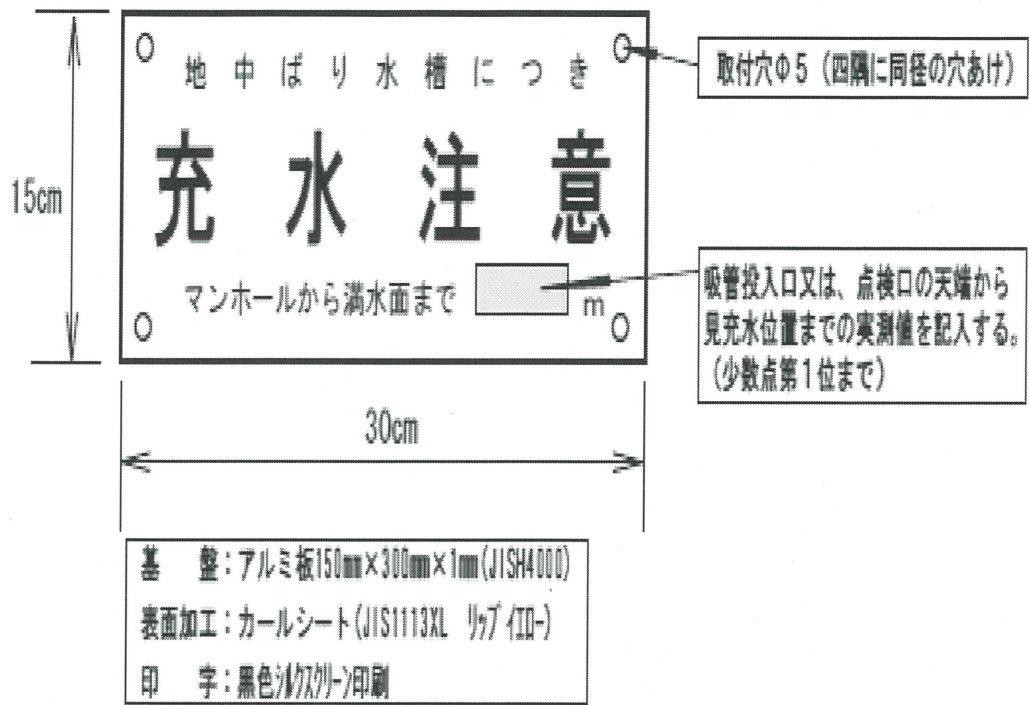 地中ばり水槽につき
取付穴Φ5(四隅に同径の穴あけ)
充水注意
15cm
マンホールから満水面まで m
吸管投入口又は、点検口の天端から
見充水位置までの実測値を記入する。
(少数点第1位まで)
30cm
基 盤:アルミ板150mm×300mm×1mm(JISH4000)
表面加工:カールシート(JIS1113XL リップイエロー)
印 字:黒色シルクスクリーン印刷